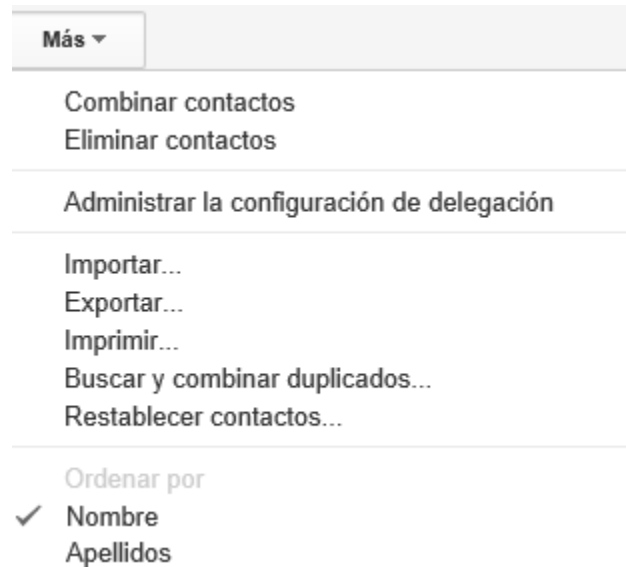 Más
Combinar contactos
Eliminar contactos
Administrar la configuración de delegación
Importar...
Exportar...
Imprimir...
Buscar y combinar duplicados...
Restablecer contactos...
Ordenar por
Nombre
Apellidos